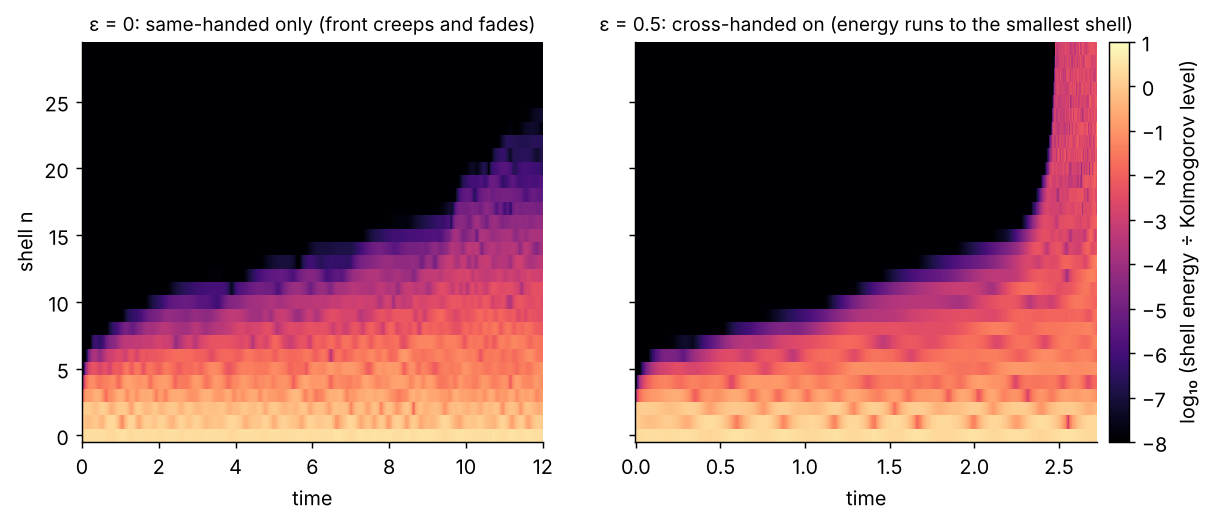 ε = 0: same-handed only (front creeps and fades)
shell n
25
20
15
10
5
0
0 2 4 6 8 10 12
time
ε = 0.5: cross-handed on (energy runs to the smallest shell)
0.0 0.5 1.0 1.5 2.0 2.5
time
1
0
−1
−2
−3
−4
−5
−6
−7
−8
log₁₀ (shell energy ÷ Kolmogorov level)